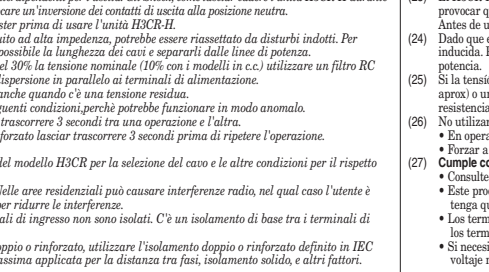 care un'inversione dei contatti di uscita alla posizione neutra.
ster prima di usare l'unità H3CR-H.
uito ad alta impedenza, potrebbe essere riassettato da disturbi indotti. Per
possibile la lunghezza dei cavi e separarli dalle linee di potenza.
el 30% la tensione nominale (10% con i modelli in c.c.) utilizzare un filtro RC
dispersione in parallelo ai terminali di alimentazione.
anche quando c'è una tensione residua.
guenti condizioni,perchè potrebbe funzionare in modo anomalo.
trascorrere 3 secondi tra una operazione e l'altra.
forzato lasciar trascorrere 3 secondi prima di ripetere l'operazione.
del modello H3CR per la selezione del cavo e le altre condizioni per il rispetto
Nelle aree residenziali può causare interferenze radio, nel qual caso l'utente è
per ridurre le interferenze.
ali di ingresso non sono isolati. C'è un isolamento di base tra i terminali di
oppio o rinforzato, utilizzare l'isolamento doppio o rinforzato definito in IEC
assima applicata per la distanza tra fasi, isolamento solido, e altri fattori.
provocar q
Antes de u
(24) Dado que e
inducida. P
potencia.
(25) Si la tensió
aprox) o un
resistencia
(26) No utilizar
• En opera
• Forzar a
(27) Cumple co
• Consulte
• Este prod
tenga qu
• Los term
los term
• Si necesi
voltaje m